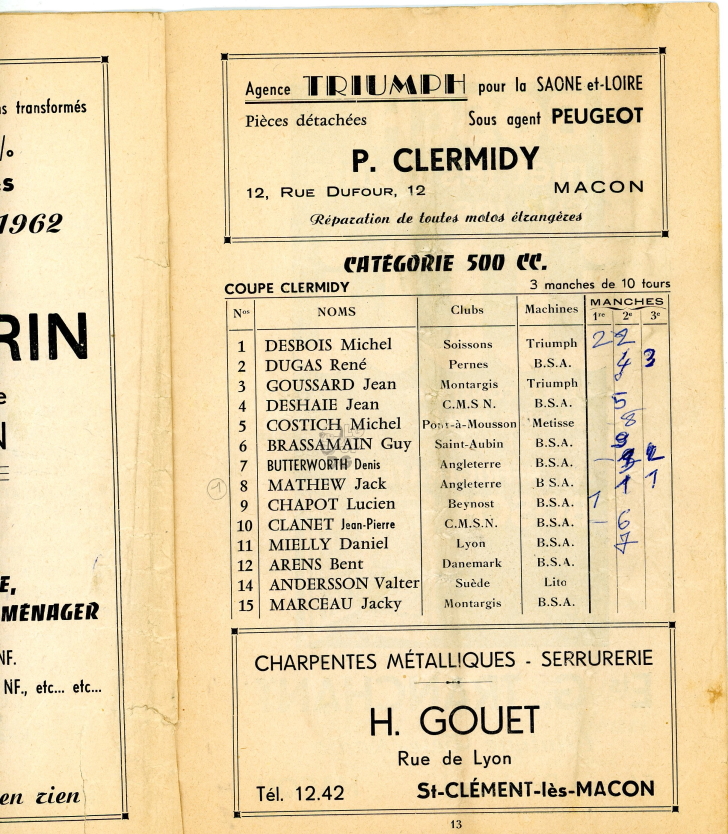 ns transformés
%
es
1962
RIN
e
N
E,
MÉNAGER
NF.
NF., etc... etc...
en rien
Agence TRIUMPH pour la SAONE et-LOIRE
Pièces détachées Sous agent PEUGEOT
P. CLERMIDY
12, RUE DUFOUR, 12 MACON
Réparation de toutes motos étrangères
CATÉGORIE 500 CC.
COUPE CLERMIDY 3 manches de 10 tours
Nos NOMS Clubs Machines MANCHES
1re 2e 3e
1 DESBOIS Michel Soissons Triumph 2 2
2 DUGAS René Pernes B.S.A. 4 3
3 GOUSSARD Jean Montargis Triumph
4 DESHAIE Jean C.M.S N. B.S.A. 5
5 COSTICH Michel Pont-à-Mousson Metisse 8
6 BRASSAMAIN Guy Saint-Aubin B.S.A. 9
7 BUTTERWORTH Denis Angleterre B.S.A. 2
1 8 MATHEW Jack Angleterre B S.A. 1 1
9 CHAPOT Lucien Beynost B.S.A. 1
10 CLANET Jean-Pierre C.M.S.N. B.S.A. - 6
11 MIELLY Daniel Lyon B.S.A. 7
12 ARENS Bent Danemark B.S.A.
14 ANDERSSON Valter Suède Lito
15 MARCEAU Jacky Montargis B.S.A.
CHARPENTES MÉTALLIQUES - SERRURERIE
H. GOUET
Rue de Lyon
Tél. 12.42 St-CLÉMENT-lès-MACON
13